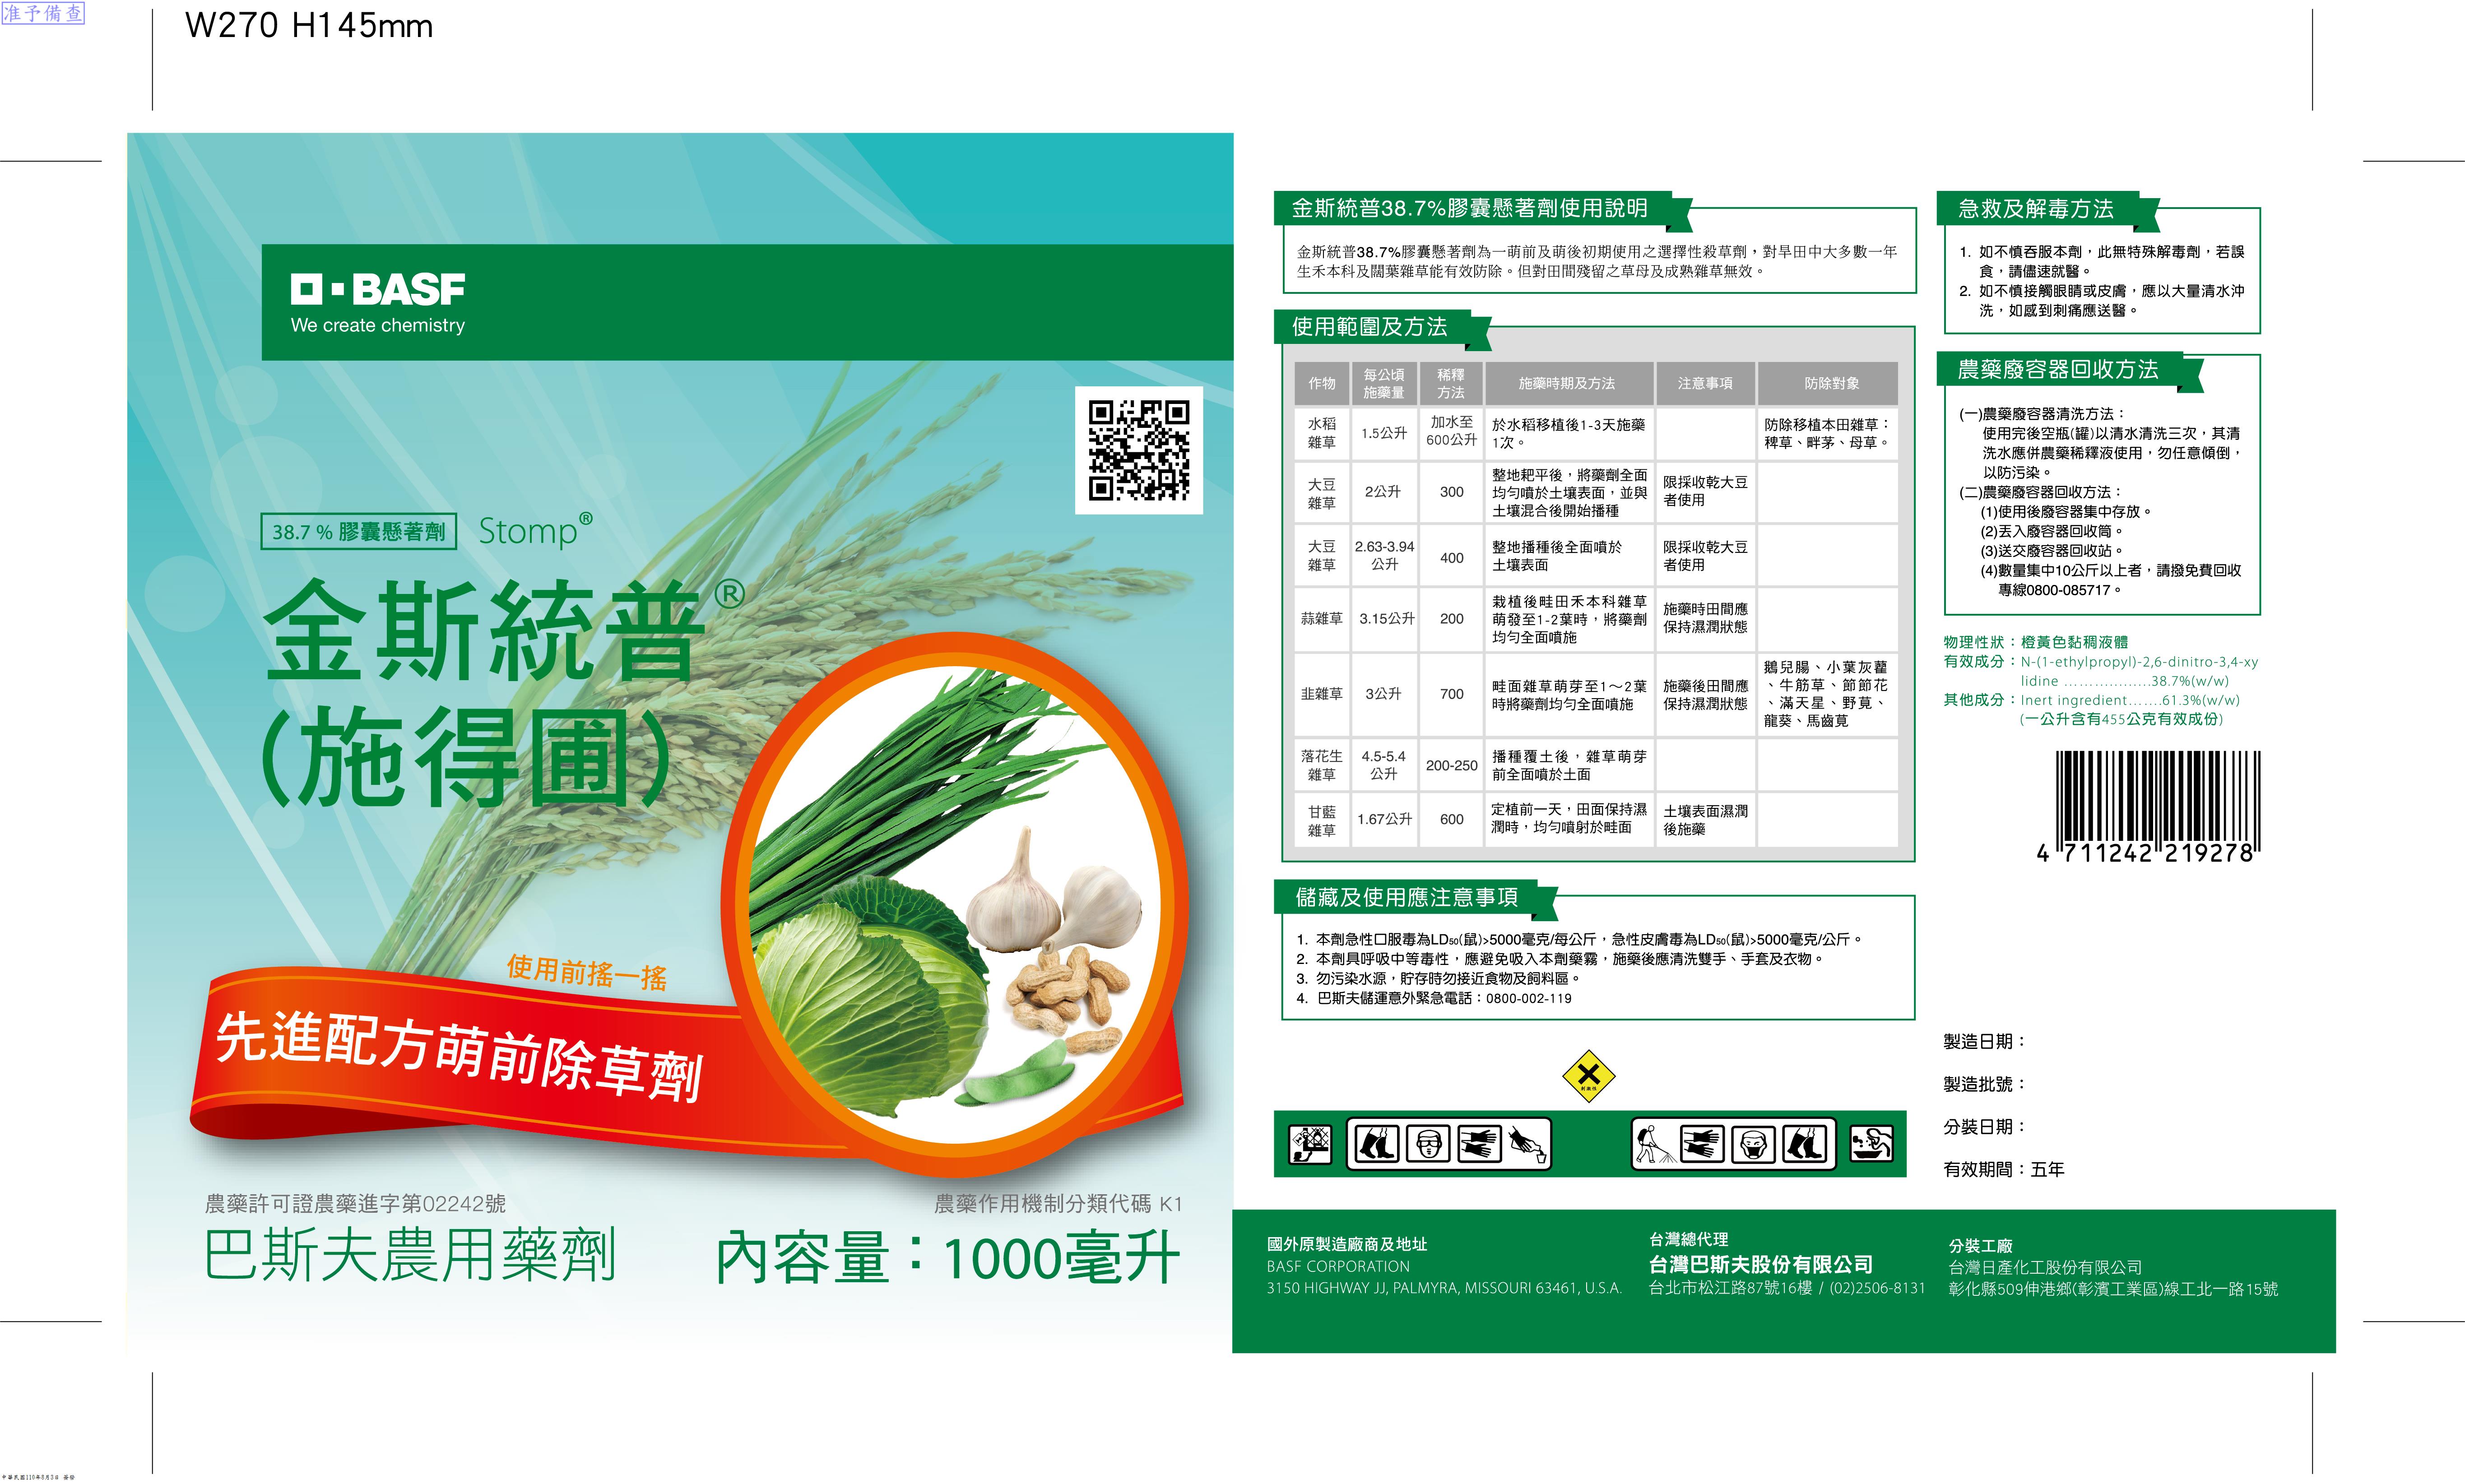 准予備查
W270 H145mm
BASF
We create chemistry
38.7 % 膠囊懸著劑 Stomp®
金斯統普®
(施得圃)
使用前搖一搖
先進配方萌前除草劑
農藥許可證農藥進字第02242號
農藥作用機制分類代碼 K1
巴斯夫農用藥劑
內容量：1000毫升
金斯統普38.7%膠囊懸著劑使用說明
金斯統普38.7%膠囊懸著劑為一萌前及萌後初期使用之選擇性殺草劑，對旱田中大多數一年
生禾本科及闊葉雜草能有效防除。但對田間殘留之草母及成熟雜草無效。
使用範圍及方法
作物 每公頃施藥量 稀釋方法 施藥時期及方法 注意事項 防除對象
水稻雜草 1.5公升 加水至600公升 於水稻移植後1-3天施藥1次。 防除移植本田雜草：稗草、畔茅、母草。
大豆雜草 2公升 300 整地耙平後，將藥劑全面均勻噴於土壤表面，並與土壤混合後開始播種 限採收乾大豆者使用
大豆雜草 2.63-3.94公升 400 整地播種後全面噴於土壤表面 限採收乾大豆者使用
蒜雜草 3.15公升 200 栽植後畦田禾本科雜草萌發至1-2葉時，將藥劑均勻全面噴施 施藥時田間應保持濕潤狀態
韭雜草 3公升 700 畦面雜草萌芽至1～2葉時將藥劑均勻全面噴施 施藥後田間應保持濕潤狀態 鵝兒腸、小葉灰藋、牛筋草、節節花、滿天星、野莧、龍葵、馬齒莧
落花生雜草 4.5-5.4公升 200-250 播種覆土後，雜草萌芽前全面噴於土面
甘藍雜草 1.67公升 600 定植前一天，田面保持濕潤時，均勻噴射於畦面 土壤表面濕潤後施藥
儲藏及使用應注意事項
1. 本劑急性口服毒為LD50(鼠)>5000毫克/每公斤，急性皮膚毒為LD50(鼠)>5000毫克/公斤。
2. 本劑具呼吸中等毒性，應避免吸入本劑藥霧，施藥後應清洗雙手、手套及衣物。
3. 勿污染水源，貯存時勿接近食物及飼料區。
4. 巴斯夫儲運意外緊急電話：0800-002-119
刺激性
急救及解毒方法
1. 如不慎吞服本劑，此無特殊解毒劑，若誤
食，請儘速就醫。
2. 如不慎接觸眼睛或皮膚，應以大量清水沖
洗，如感到刺痛應送醫。
農藥廢容器回收方法
(一)農藥廢容器清洗方法：
使用完後空瓶(罐)以清水清洗三次，其清
洗水應併農藥稀釋液使用，勿任意傾倒，
以防污染。
(二)農藥廢容器回收方法：
(1)使用後廢容器集中存放。
(2)丟入廢容器回收筒。
(3)送交廢容器回收站。
(4)數量集中10公斤以上者，請撥免費回收
專線0800-085717。
物理性狀：橙黃色黏稠液體
有效成分：N-(1-ethylpropyl)-2,6-dinitro-3,4-xy
lidine ................38.7%(w/w)
其他成分：Inert ingredient.......61.3%(w/w)
(一公升含有455公克有效成份)
4 711242 219278
製造日期：
製造批號：
分裝日期：
有效期間：五年
國外原製造廠商及地址
BASF CORPORATION
3150 HIGHWAY JJ, PALMYRA, MISSOURI 63461, U.S.A.
台灣總代理
台灣巴斯夫股份有限公司
台北市松江路87號16樓 / (02)2506-8131
分裝工廠
台灣日產化工股份有限公司
彰化縣509伸港鄉(彰濱工業區)線工北一路15號
中華民國110年8月3日